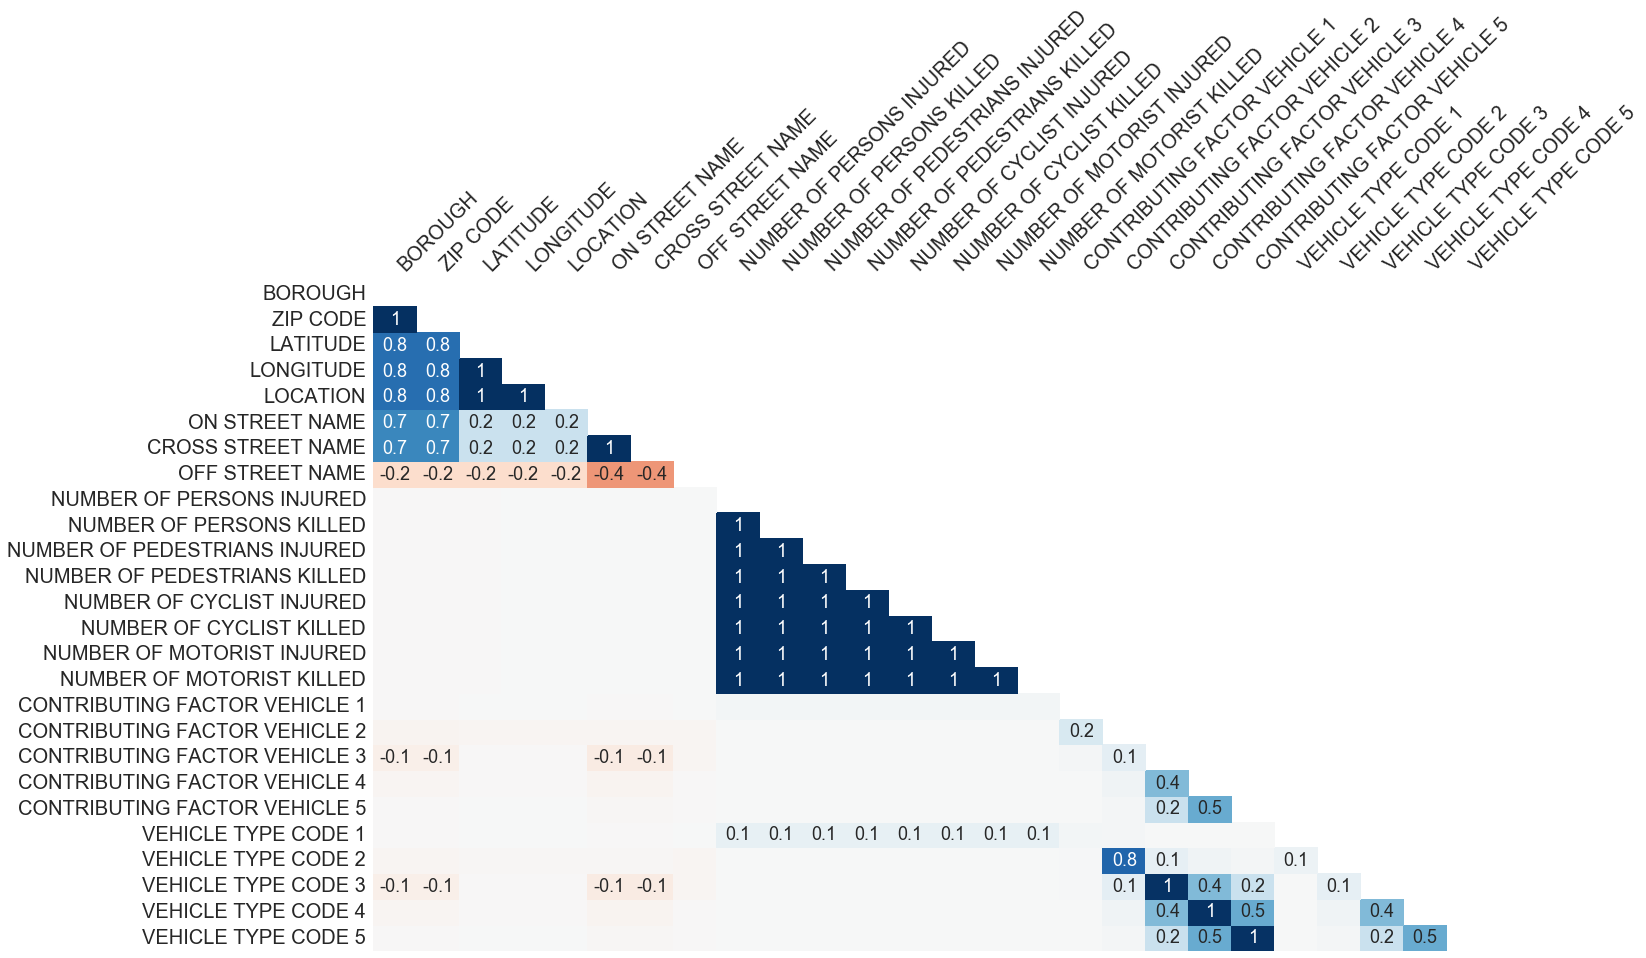 BOROUGH
ZIP CODE
LATITUDE
LONGITUDE
LOCATION
ON STREET NAME
CROSS STREET NAME
OFF STREET NAME
NUMBER OF PERSONS INJURED
NUMBER OF PERSONS KILLED
NUMBER OF PEDESTRIANS INJURED
NUMBER OF PEDESTRIANS KILLED
NUMBER OF CYCLIST INJURED
NUMBER OF CYCLIST KILLED
NUMBER OF MOTORIST INJURED
NUMBER OF MOTORIST KILLED
CONTRIBUTING FACTOR VEHICLE 1
CONTRIBUTING FACTOR VEHICLE 2
CONTRIBUTING FACTOR VEHICLE 3
CONTRIBUTING FACTOR VEHICLE 4
CONTRIBUTING FACTOR VEHICLE 5
VEHICLE TYPE CODE 1
VEHICLE TYPE CODE 2
VEHICLE TYPE CODE 3
VEHICLE TYPE CODE 4
VEHICLE TYPE CODE 5
BOROUGH
ZIP CODE 1
LATITUDE 0.8 0.8
LONGITUDE 0.8 0.8 1
LOCATION 0.8 0.8 1 1
ON STREET NAME 0.7 0.7 0.2 0.2 0.2
CROSS STREET NAME 0.7 0.7 0.2 0.2 0.2 1
OFF STREET NAME -0.2 -0.2 -0.2 -0.2 -0.2 -0.4 -0.4
NUMBER OF PERSONS INJURED
NUMBER OF PERSONS KILLED 1
NUMBER OF PEDESTRIANS INJURED 1 1
NUMBER OF PEDESTRIANS KILLED 1 1 1
NUMBER OF CYCLIST INJURED 1 1 1 1
NUMBER OF CYCLIST KILLED 1 1 1 1 1
NUMBER OF MOTORIST INJURED 1 1 1 1 1 1
NUMBER OF MOTORIST KILLED 1 1 1 1 1 1 1
CONTRIBUTING FACTOR VEHICLE 1
CONTRIBUTING FACTOR VEHICLE 2 0.2
CONTRIBUTING FACTOR VEHICLE 3 -0.1 -0.1 -0.1 -0.1 0.1
CONTRIBUTING FACTOR VEHICLE 4 0.4
CONTRIBUTING FACTOR VEHICLE 5 0.2 0.5
VEHICLE TYPE CODE 1 0.1 0.1 0.1 0.1 0.1 0.1 0.1 0.1
VEHICLE TYPE CODE 2 0.8 0.1 0.1
VEHICLE TYPE CODE 3 -0.1 -0.1 -0.1 -0.1 0.1 1 0.4 0.2 0.1
VEHICLE TYPE CODE 4 0.4 1 0.5 0.4
VEHICLE TYPE CODE 5 0.2 0.5 1 0.2 0.5